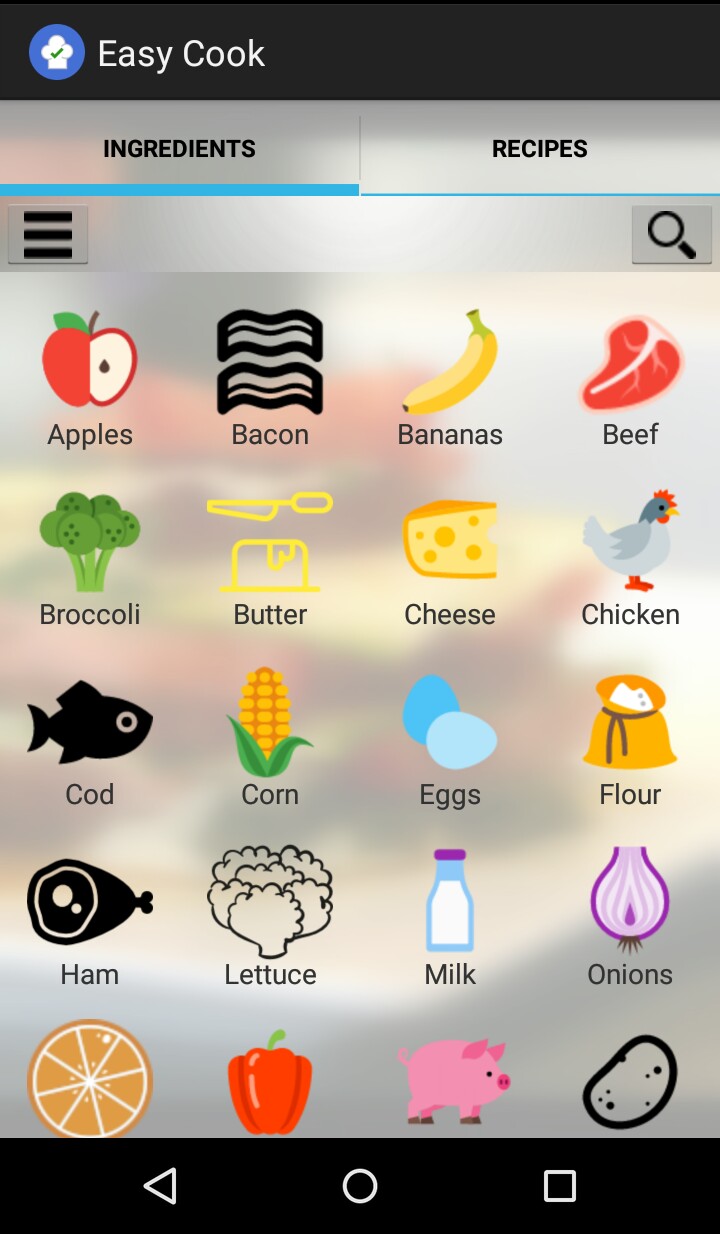 Easy Cook
INGREDIENTS RECIPES
Apples Bacon Bananas Beef
Broccoli Butter Cheese Chicken
Cod Corn Eggs Flour
Ham Lettuce Milk Onions